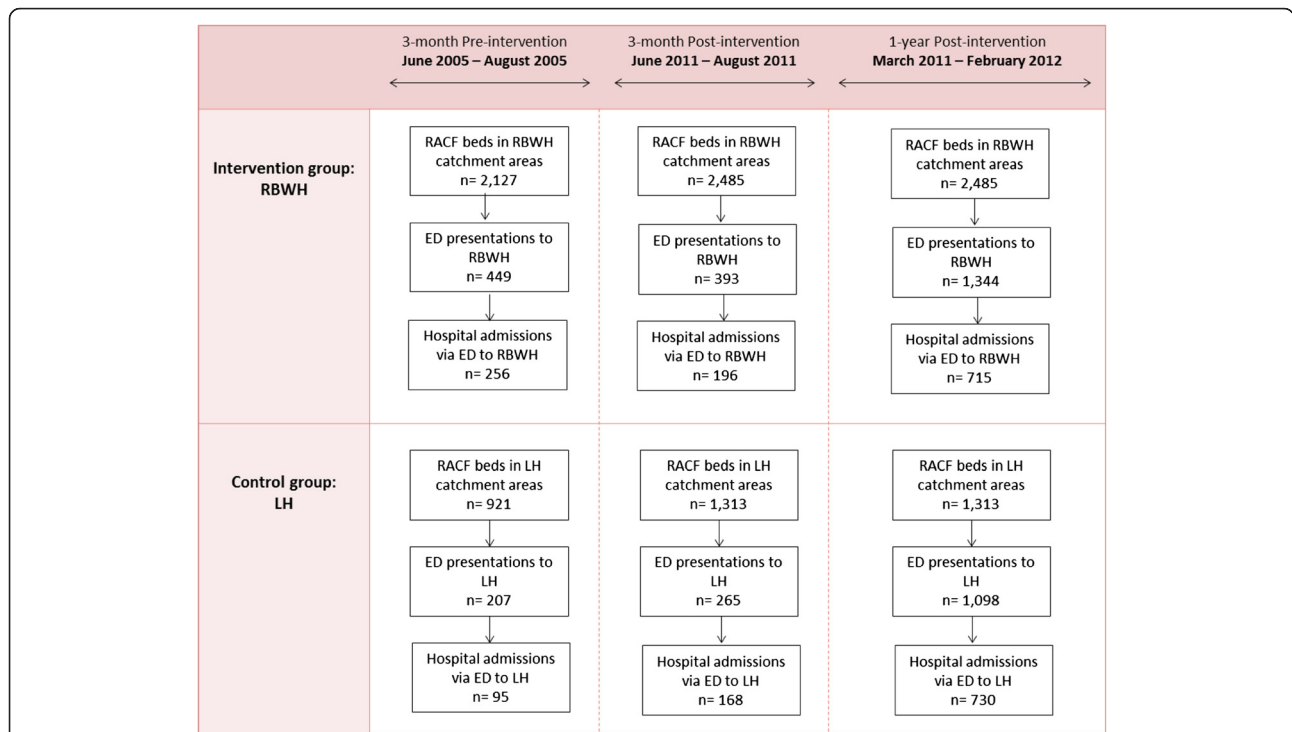 3-month Pre-intervention
June 2005 – August 2005
3-month Post-intervention
June 2011 – August 2011
1-year Post-intervention
March 2011 – February 2012
Intervention group:
RBWH
RACF beds in RBWH
catchment areas
n= 2,127
ED presentations to
RBWH
n= 449
Hospital admissions
via ED to RBWH
n= 256
RACF beds in RBWH
catchment areas
n= 2,485
ED presentations to
RBWH
n= 393
Hospital admissions
via ED to RBWH
n= 196
RACF beds in RBWH
catchment areas
n= 2,485
ED presentations to
RBWH
n= 1,344
Hospital admissions
via ED to RBWH
n= 715
Control group:
LH
RACF beds in LH
catchment areas
n= 921
ED presentations to
LH
n= 207
Hospital admissions
via ED to LH
n= 95
RACF beds in LH
catchment areas
n= 1,313
ED presentations to
LH
n= 265
Hospital admissions
via ED to LH
n= 168
RACF beds in LH
catchment areas
n= 1,313
ED presentations to
LH
n= 1,098
Hospital admissions
via ED to LH
n= 730